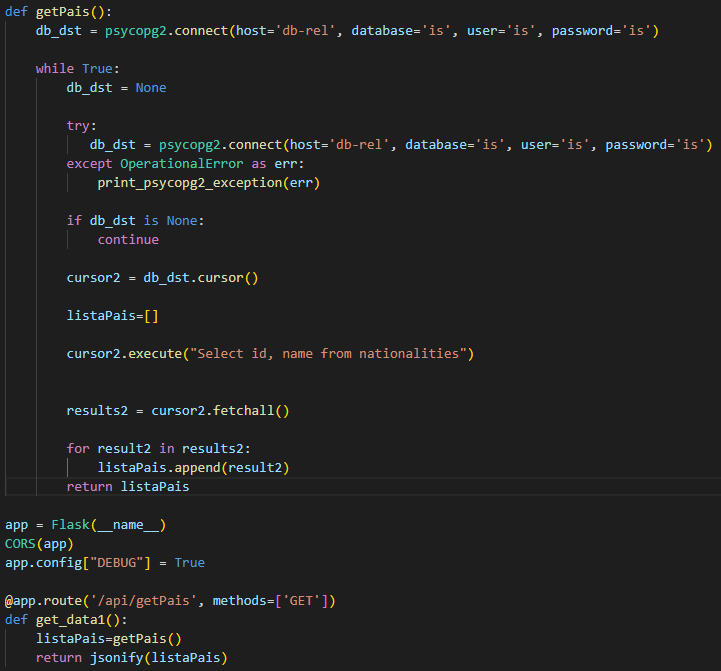 def getPais():
    db_dst = psycopg2.connect(host='db-rel', database='is', user='is', password='is')
    while True:
        db_dst = None
        try:
           db_dst = psycopg2.connect(host='db-rel', database='is', user='is', password='is')
        except OperationalError as err:
            print_psycopg2_exception(err)
        if db_dst is None:
            continue
        cursor2 = db_dst.cursor()
        listaPais=[]
        cursor2.execute("Select id, name from nationalities")
        results2 = cursor2.fetchall()
        for result2 in results2:
            listaPais.append(result2)
        return listaPais
app = Flask(__name__)
CORS(app)
app.config["DEBUG"] = True
@app.route('/api/getPais', methods=['GET'])
def get_data1():
    listaPais=getPais()
    return jsonify(listaPais)